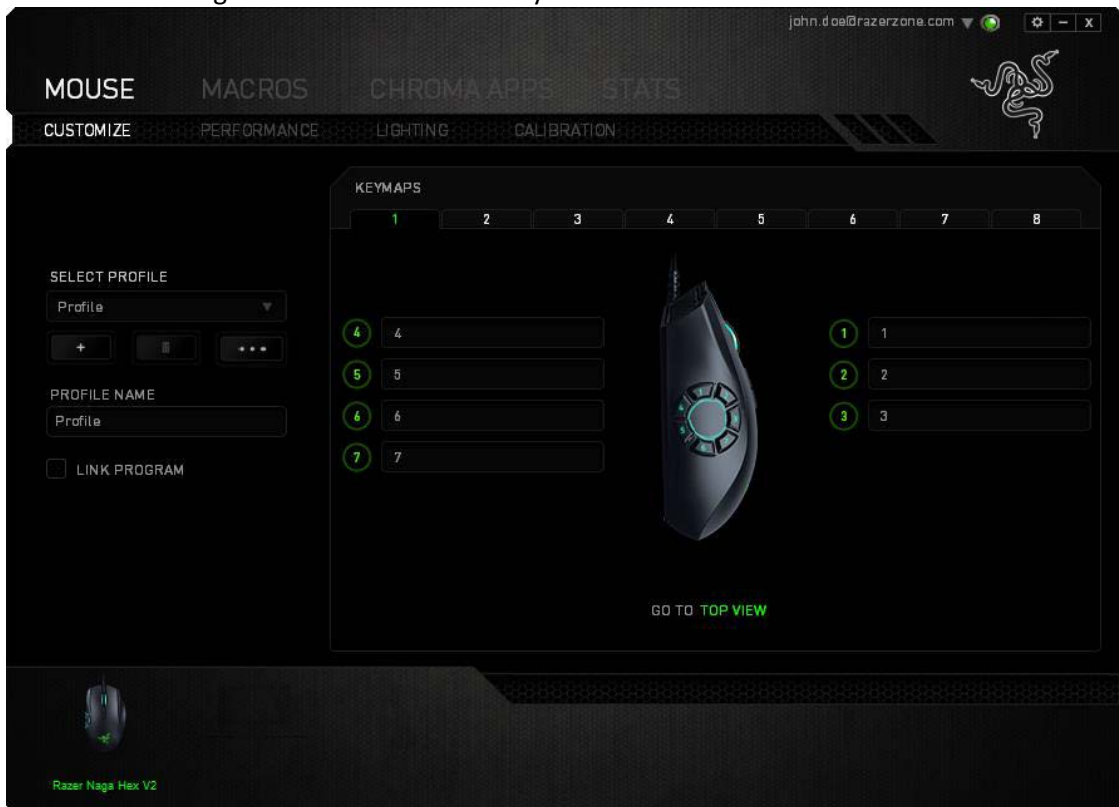 john.doe@razerzone.com
MOUSE MACROS CHROMA APPS STATS
CUSTOMIZE PERFORMANCE LIGHTING CALIBRATION
KEYMAPS
1 2 3 4 5 6 7 8
SELECT PROFILE
Profile
+ ...
PROFILE NAME
Profile
LINK PROGRAM
4 4
5 5
6 6
7 7
1 1
2 2
3 3
GO TO TOP VIEW
Razer Naga Hex V2